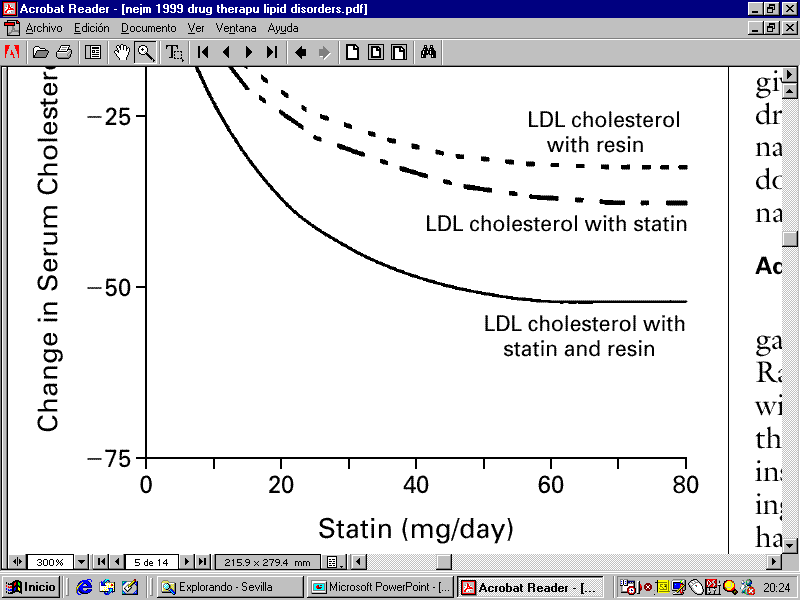 Acrobat Reader - [nejm 1999 drug therapu lipid disorders.pdf]
Archivo Edición Documento Ver Ventana Ayuda
Change in Serum Cholesterol
−25
−50
−75
LDL cholesterol
with resin
LDL cholesterol with statin
LDL cholesterol with
statin and resin
0 20 40 60 80
Statin (mg/day)
giv
dr
na
do
na
Ad
ga
Ra
wi
th
ins
ing
ha
300% 5 de 14 215.9 x 279.4 mm
Inicio Explorando - Sevilla Microsoft PowerPoint - [... Acrobat Reader - [... 20:24